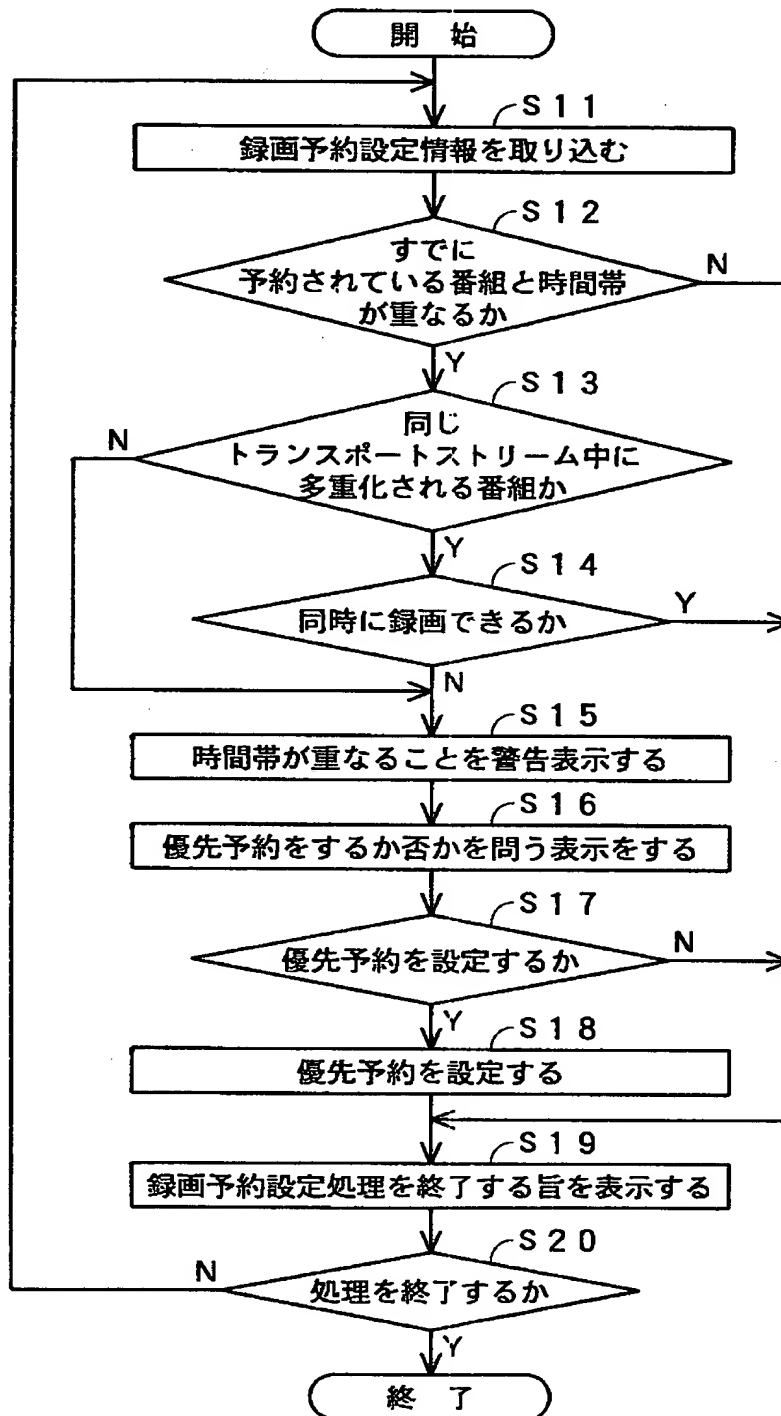 開 始
S11
録画予約設定情報を取り込む
S12
すでに
予約されている番組と時間帯
が重なるか
N
Y
S13
同じ
トランスポートストリーム中に
多重化される番組か
N
Y
S14
同時に録画できるか
Y
N
S15
時間帯が重なることを警告表示する
S16
優先予約をするか否かを問う表示をする
S17
優先予約を設定するか
N
Y
S18
優先予約を設定する
S19
録画予約設定処理を終了する旨を表示する
S20
処理を終了するか
N
Y
終 了